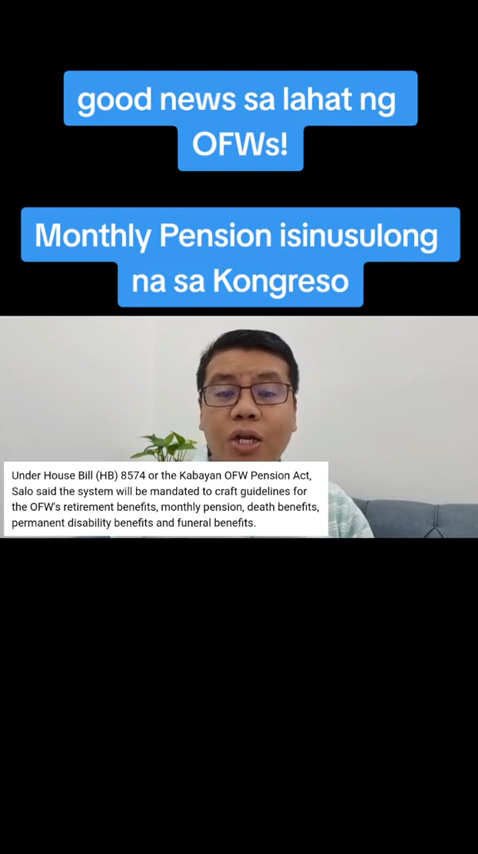 good news sa lahat ng
OFWs!
Monthly Pension isinusulong
na sa Kongreso
Under House Bill (HB) 8574 or the Kabayan OFW Pension Act,
Salo said the system will be mandated to craft guidelines for
the OFW's retirement benefits, monthly pension, death benefits,
permanent disability benefits and funeral benefits.